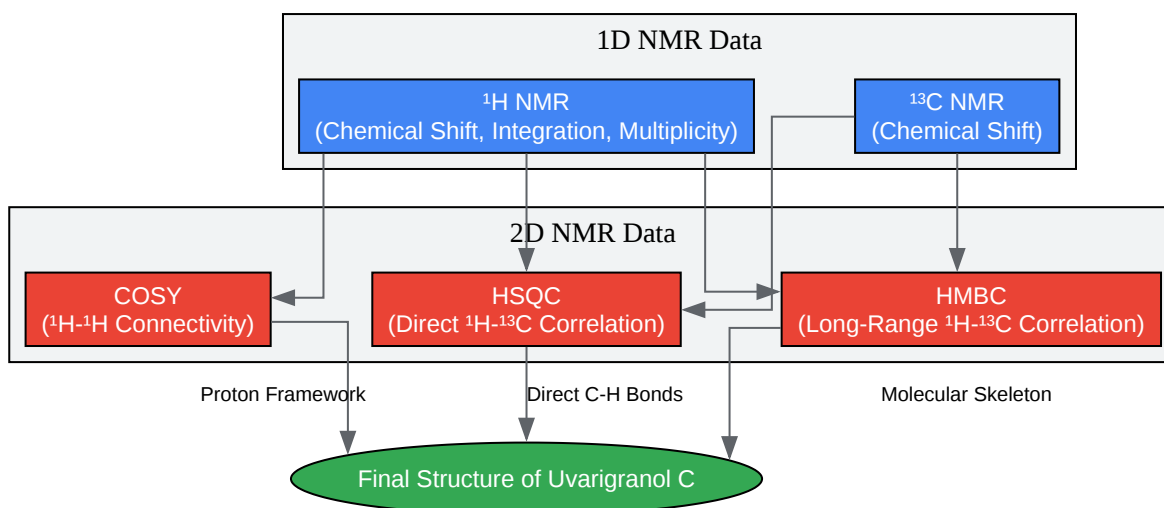 1D NMR Data
¹H NMR
(Chemical Shift, Integration, Multiplicity)
¹³C NMR
(Chemical Shift)
2D NMR Data
COSY
(¹H-¹H Connectivity)
HSQC
(Direct ¹H-¹³C Correlation)
HMBC
(Long-Range ¹H-¹³C Correlation)
Proton Framework
Direct C-H Bonds
Molecular Skeleton
Final Structure of Uvarigranol C